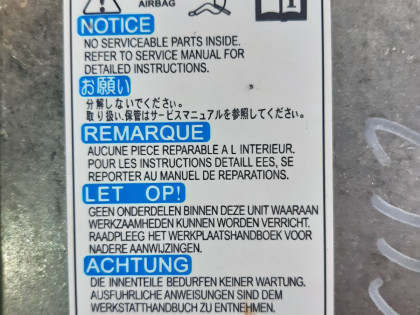 AIRBAG
NOTICE
NO SERVICEABLE PARTS INSIDE.
REFER TO SERVICE MANUAL FOR
DETAILED INSTRUCTIONS.
お願い
分解しないでください。
取り扱い、保管はサービスマニュアルを参照してください。
REMARQUE
AUCUNE PIECE REPARABLE A L INTERIEUR.
POUR LES INSTRUCTIONS DETAILL EES, SE
REPORTER AU MANUEL DE REPARATIONS.
LET OP!
GEEN ONDERDELEN BINNEN DEZE UNIT WAARAAN
WERKZAAMHEDEN KUNNEN WORDEN VERRICHT.
RAADPLEEG HET WERKPLAATSHANDBOEK VOOR
NADERE AANWIJZINGEN.
ACHTUNG
DIE INNENTEILE BEDURFEN KEINER WARTUNG.
AUSFUHRLICHE ANWEISUNGEN SIND DEM
WERKSTATTHANDBUCH ZU ENTNEHMEN.